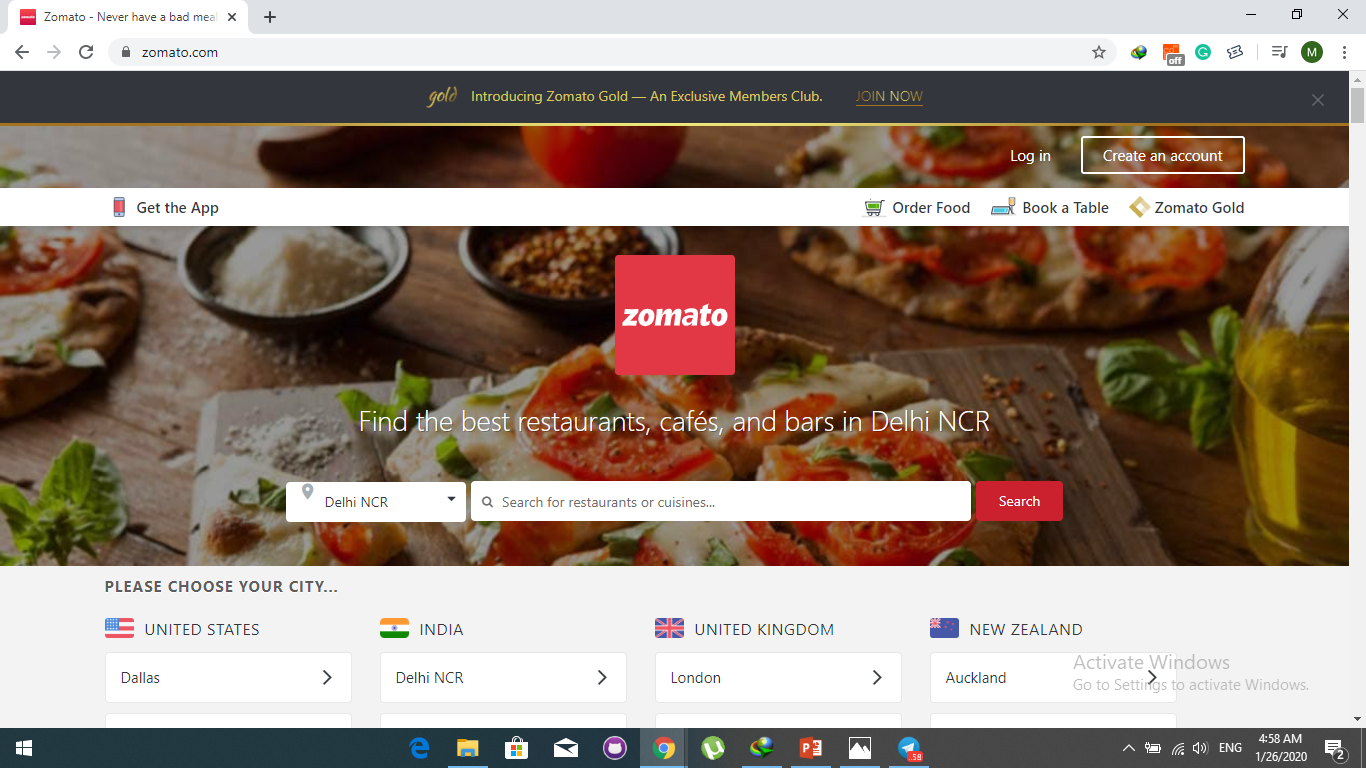 Zomato - Never have a bad meal
zomato.com
off
M
gold Introducing Zomato Gold — An Exclusive Members Club. JOIN NOW
Log in Create an account
Get the App Order Food Book a Table Zomato Gold
zomato
Find the best restaurants, cafés, and bars in Delhi NCR
Delhi NCR Search for restaurants or cuisines... Search
PLEASE CHOOSE YOUR CITY...
UNITED STATES INDIA UNITED KINGDOM NEW ZEALAND
Dallas Delhi NCR London Auckland
Activate Windows
Go to Settings to activate Windows.
ENG 4:58 AM
1/26/2020
.58
2